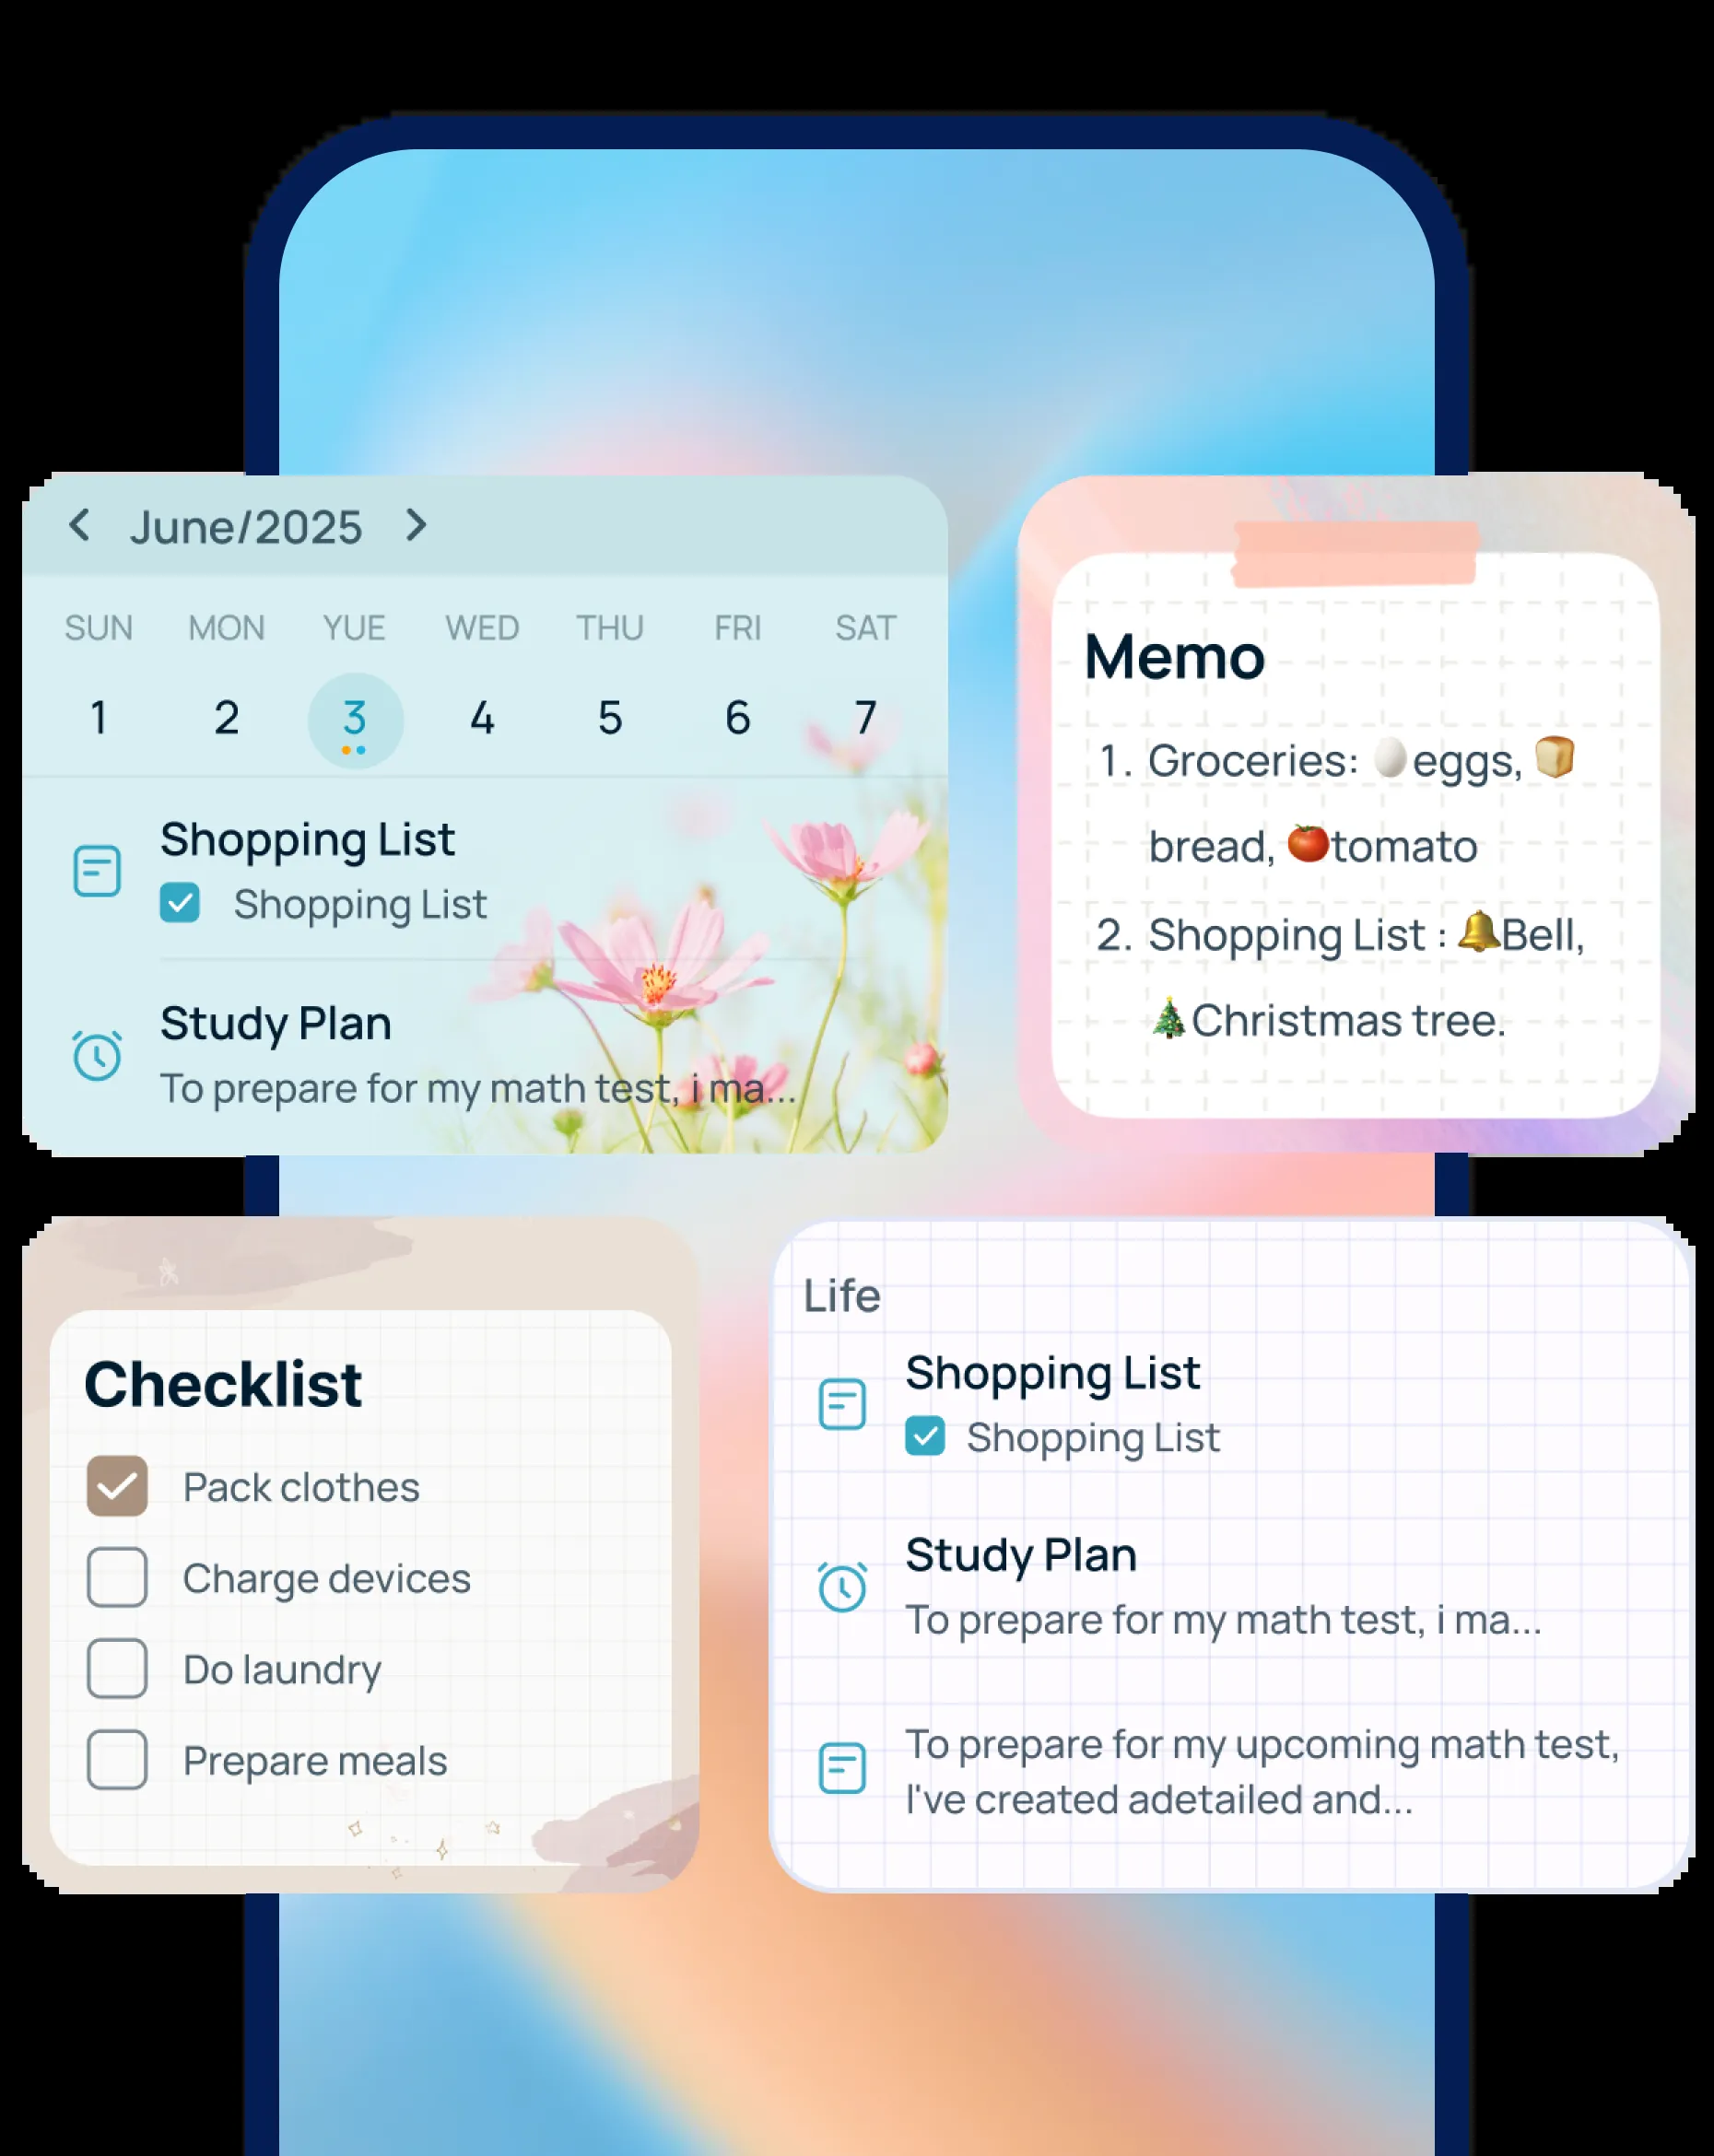 June/2025
SUN MON YUE WED THU FRI SAT
1 2 3 4 5 6 7
Shopping List
Shopping List
Study Plan
To prepare for my math test, i ma...
Memo
1. Groceries: 🥚eggs, 🍞
bread, 🍅tomato
2. Shopping List : 🔔Bell,
🎄Christmas tree.
Checklist
Pack clothes
Charge devices
Do laundry
Prepare meals
Life
Shopping List
Shopping List
Study Plan
To prepare for my math test, i ma...
To prepare for my upcoming math test,
I've created adetailed and...